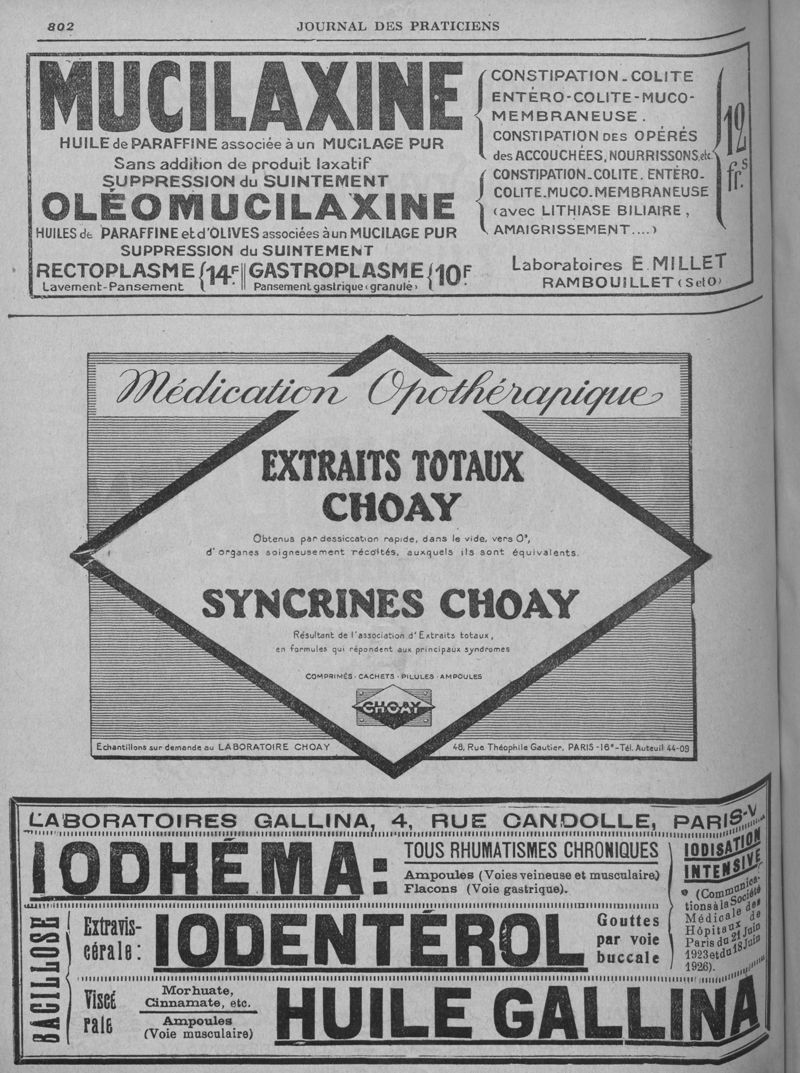 802
JOURNAL DES PRATICIENS
MUCILAXINE
HUILE de PARAFFINE associée à un MUCILAGE PUR
Sans addition de produit laxatif
SUPPRESSION du SUINTEMENT
CONSTIPATION - COLITE
ENTÉRO-COLITE-MUCO-
MEMBRANEUSE.
CONSTIPATION DES OPÉRÉS
des ACCOUCHÉES, NOURRISSONS, etc.
OLÉOMUCILAXINE
HUILES de PARAFFINE et d'OLIVES associées à un MUCILAGE PUR
SUPPRESSION du SUINTEMENT
CONSTIPATION. COLITE. ENTÉRO-
COLITE.MUCO.MEMBRANEUSE
(avec LITHIASE BILIAIRE,
AMAIGRISSEMENT....)
12 frs
RECTOPLASME 14.F
Lavement-Pansement
GASTROPLASME 10F
Pansement gastrique (granulé)
Laboratoires E. MILLET
RAMBOUILLET (S et O)
Médication Opothérapique
EXTRAITS TOTAUX
CHOAY
Obtenus par dessiccation rapide, dans le vide, vers 0°,
d'organes soigneusement récoltés, auxquels ils sont équivalents.
SYNCRINES CHOAY
Résultant de l'association d'Extraits totaux,
en formules qui répondent aux principaux syndromes
COMPRIMÉS - CACHETS - PILULES - AMPOULES
CHOAY
Echantillons sur demande au LABORATOIRE CHOAY
48, Rue Théophile Gautier, PARIS-16e-Tél. Auteuil 44-09
LABORATOIRES GALLINA, 4, RUE CANDOLLE, PARIS-V
IODHÉMA:
TOUS RHUMATISMES CHRONIQUES
Ampoules (Voies veineuse et musculaire)
Flacons (Voie gastrique).
IODISATION
INTENSIVE
(Communica-
tions à la Société
Médicale des
Hôpitaux de
Paris du 21 Juin
1923 et du 18 Juin
1926).
BACILLOSE
Extravis-
cérale:
IODENTÉROL
Gouttes
par voie
buccale
Viscé
rale
Morhuate,
Cinnamate, etc.
Ampoules
(Voie musculaire)
HUILE GALLINA